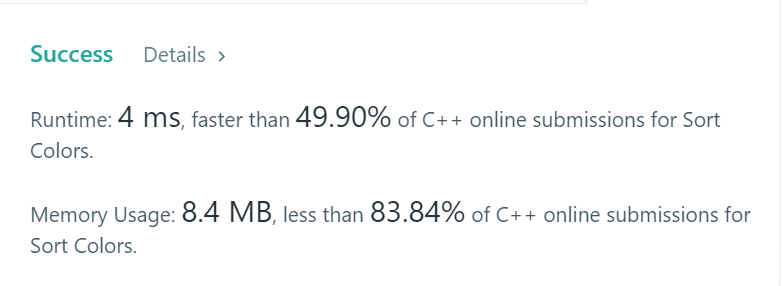 Success Details >
Runtime: 4 ms, faster than 49.90% of C++ online submissions for Sort
Colors.
Memory Usage: 8.4 MB, less than 83.84% of C++ online submissions for
Sort Colors.